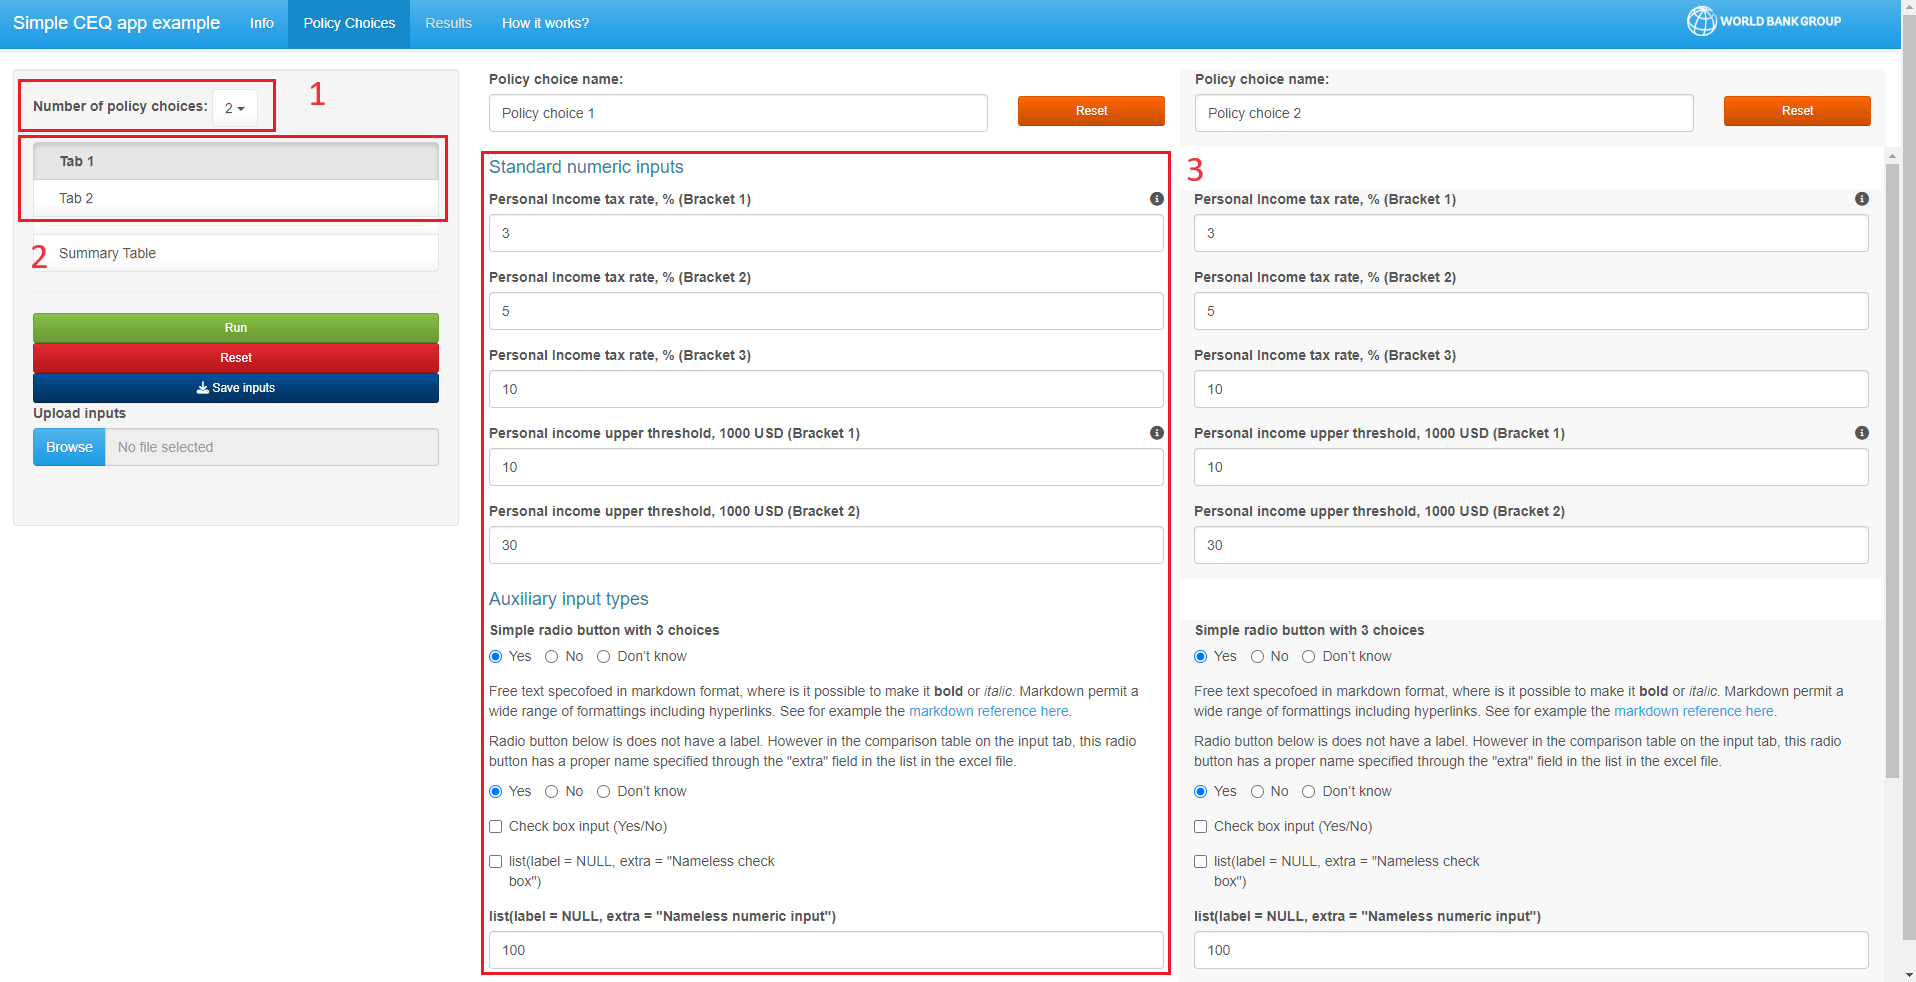 Simple CEQ app example
Info
Policy Choices
Results
How it works?
WORLD BANK GROUP
Number of policy choices:
2
1
Tab 1
Tab 2
2
Summary Table
Run
Reset
Save inputs
Upload inputs
Browse
No file selected
Policy choice name:
Policy choice 1
Reset
Standard numeric inputs
Personal Income tax rate, % (Bracket 1)
3
Personal Income tax rate, % (Bracket 2)
5
Personal Income tax rate, % (Bracket 3)
10
Personal income upper threshold, 1000 USD (Bracket 1)
10
Personal income upper threshold, 1000 USD (Bracket 2)
30
Auxiliary input types
Simple radio button with 3 choices
Yes No Don't know
Free text specofoed in markdown format, where is it possible to make it bold or italic. Markdown permit a
wide range of formattings including hyperlinks. See for example the markdown reference here.
Radio button below is does not have a label. However in the comparison table on the input tab, this radio
button has a proper name specified through the "extra" field in the list in the excel file.
Yes No Don't know
Check box input (Yes/No)
list(label = NULL, extra = "Nameless check
box")
list(label = NULL, extra = "Nameless numeric input")
100
Policy choice name:
Policy choice 2
Reset
3
Personal Income tax rate, % (Bracket 1)
3
Personal Income tax rate, % (Bracket 2)
5
Personal Income tax rate, % (Bracket 3)
10
Personal income upper threshold, 1000 USD (Bracket 1)
10
Personal income upper threshold, 1000 USD (Bracket 2)
30
Simple radio button with 3 choices
Yes No Don't know
Free text specofoed in markdown format, where is it possible to make it bold or italic. Markdown permit a
wide range of formattings including hyperlinks. See for example the markdown reference here.
Radio button below is does not have a label. However in the comparison table on the input tab, this radio
button has a proper name specified through the "extra" field in the list in the excel file.
Yes No Don't know
Check box input (Yes/No)
list(label = NULL, extra = "Nameless check
box")
list(label = NULL, extra = "Nameless numeric input")
100